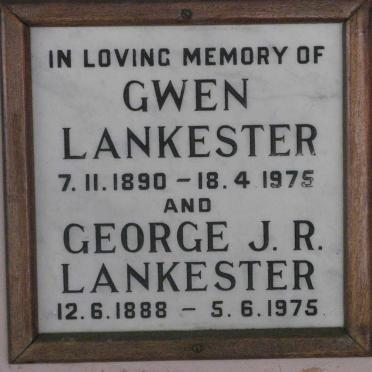 IN LOVING MEMORY OF
GWEN
LANKESTER
7.11.1890 - 18.4 1975
AND
GEORGE J. R.
LANKESTER
12.6.1888 - 5.6.1975